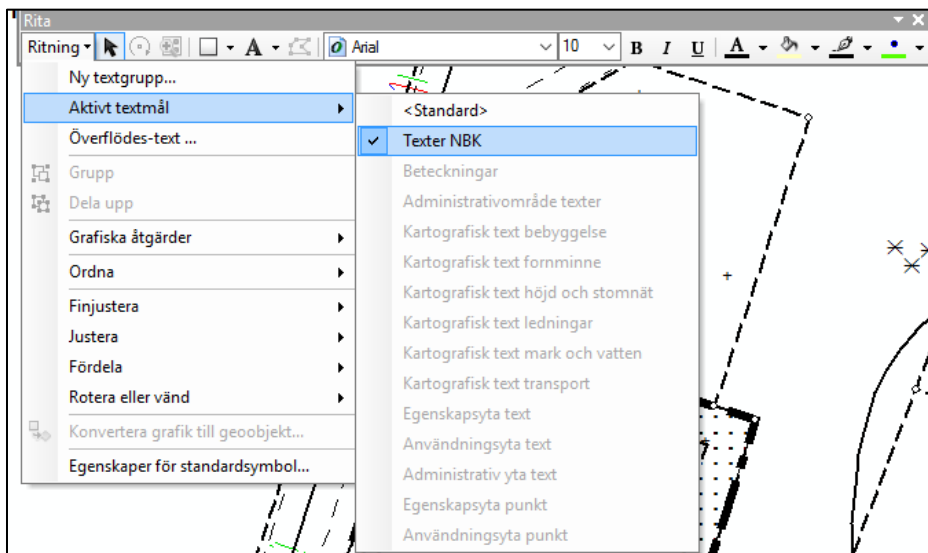 Rita
Ritning A Arial 10 B I U A
Ny textgrupp...
Aktivt textmål
Överflödes-text ...
Grupp
Dela upp
Grafiska åtgärder
Ordna
Finjustera
Justera
Fördela
Rotera eller vänd
Konvertera grafik till geoobjekt...
Egenskaper för standardsymbol...
<Standard>
Texter NBK
Beteckningar
Administrativområde texter
Kartografisk text bebyggelse
Kartografisk text fornminne
Kartografisk text höjd och stomnät
Kartografisk text ledningar
Kartografisk text mark och vatten
Kartografisk text transport
Egenskapsyta text
Användningsyta text
Administrativ yta text
Egenskapsyta punkt
Användningsyta punkt